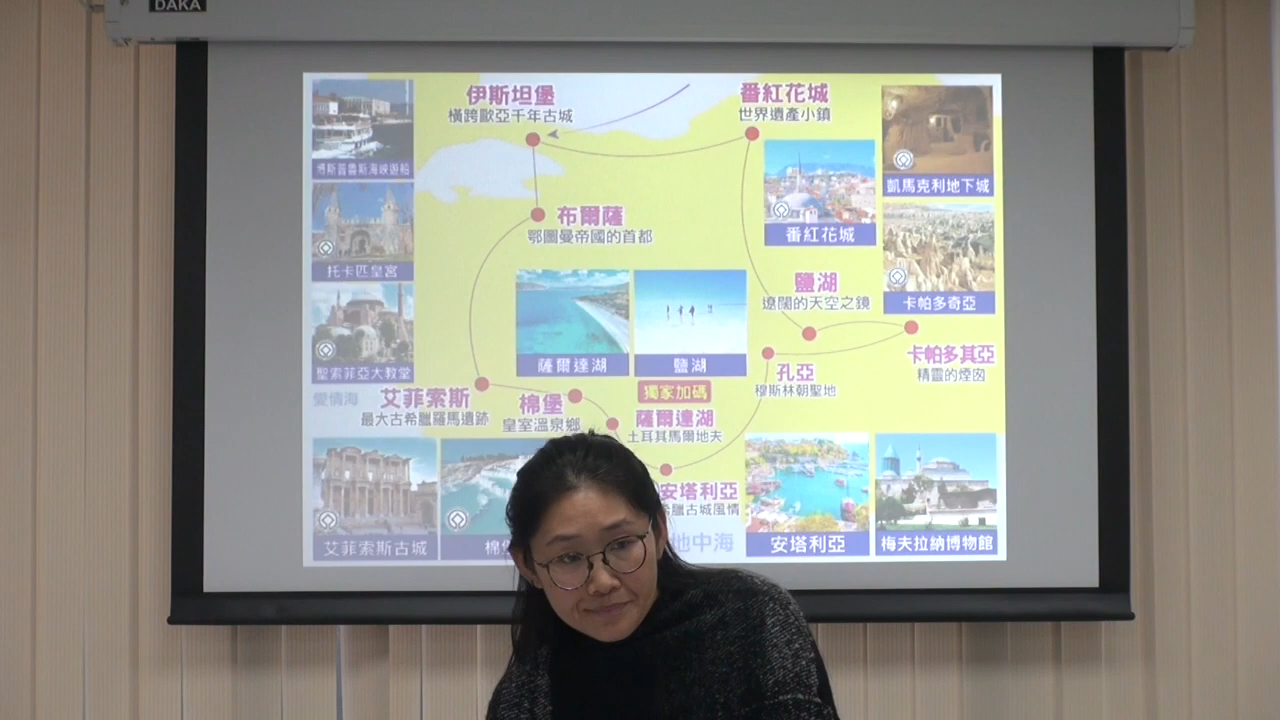 DAKA
伊斯坦堡
橫跨歐亞千年古城
番紅花城
世界遺產小鎮
博斯普魯斯海峽遊船
凱馬克利地下城
布爾薩
鄂圖曼帝國的首都
番紅花城
托卡匹皇宮
鹽湖
遼闊的天空之鏡
卡帕多奇亞
薩爾達湖
鹽湖
卡帕多其亞
精靈的煙囪
聖索菲亞大教堂
孔亞
穆斯林朝聖地
愛情海
艾菲索斯
最大古希臘羅馬遺跡
棉堡
皇室溫泉鄉
獨家加碼
薩爾達湖
土耳其馬爾地夫
安塔利亞
希臘古城風情
地中海
艾菲索斯古城
棉
安塔利亞
梅夫拉納博物館